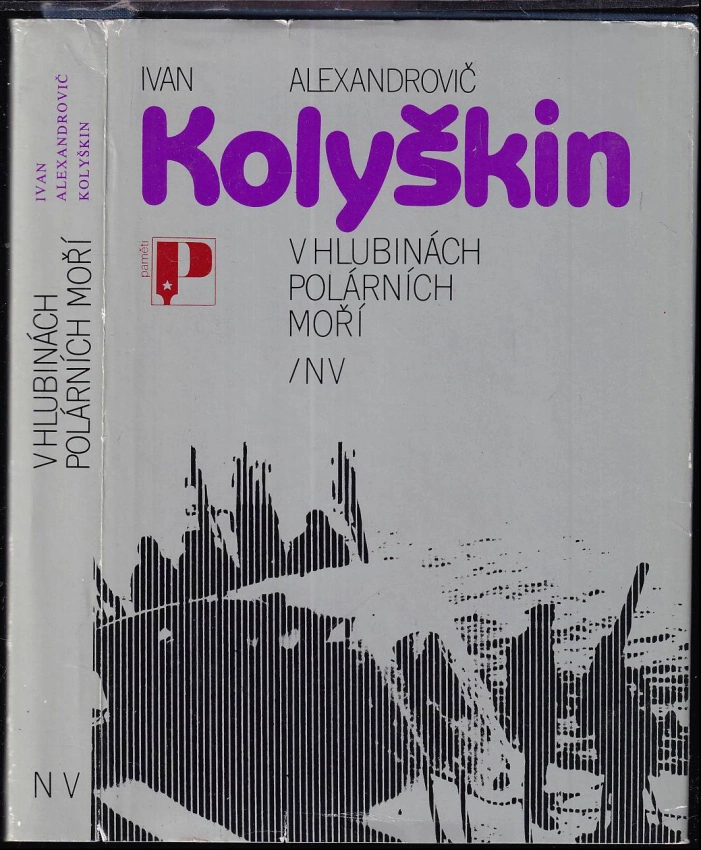 IVAN
ALEXANDROVIČ
KOLYŠKIN
V HLUBINÁCH
POLÁRNÍCH MOŘÍ
NV
IVAN ALEXANDROVIČ
Kolyškin
paměti
P
V HLUBINÁCH
POLÁRNÍCH
MOŘÍ
/NV